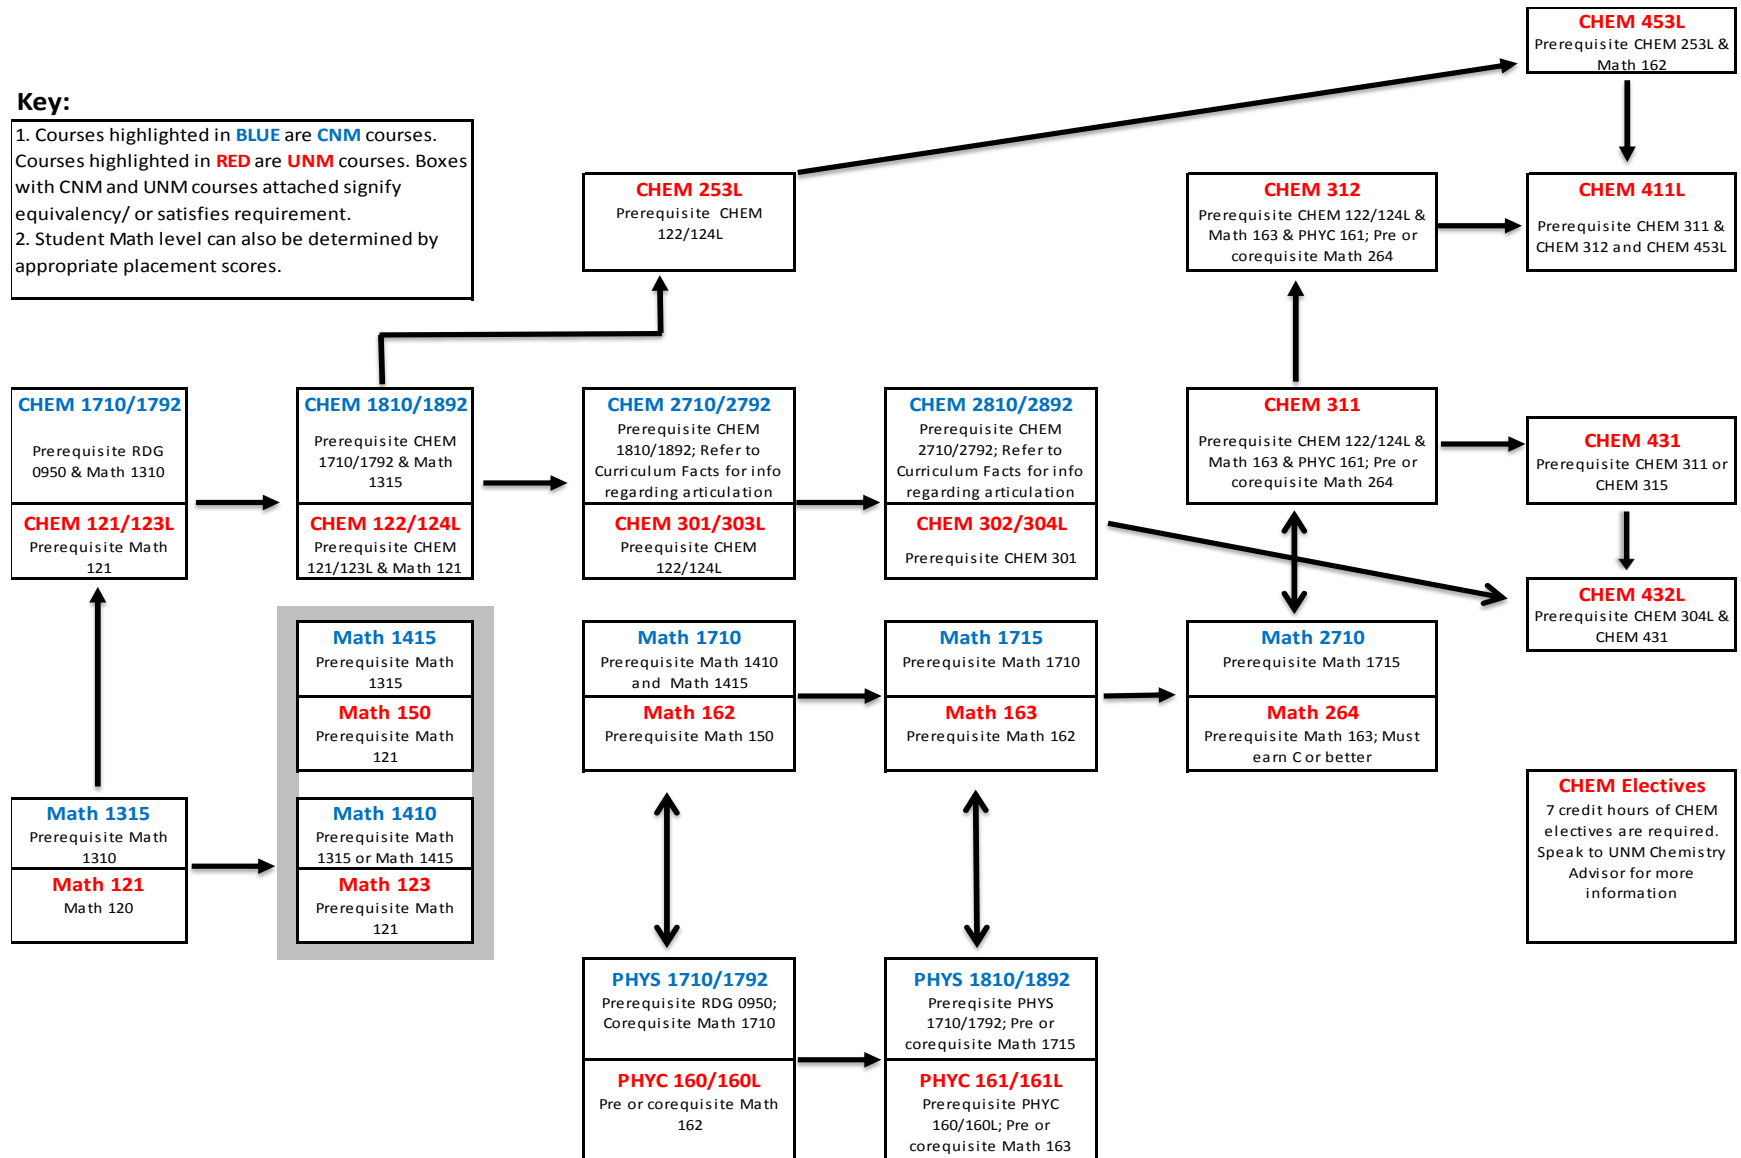 CHEM 453L
Prerequisite CHEM 253L &
Math 162
Key:
1. Courses highlighted in BLUE are CNM courses.
Courses highlighted in RED are UNM courses. Boxes
with CNM and UNM courses attached signify
equivalency/ or satisfies requirement.
2. Student Math level can also be determined by
appropriate placement scores.
CHEM 253L
Prerequisite CHEM
122/124L
CHEM 312
Prerequisite CHEM 122/124L &
Math 163 & PHYC 161; Pre or
corequisite Math 264
CHEM 411L
Prerequisite CHEM 311 &
CHEM 312 and CHEM 453L
CHEM 1710/1792
Prerequisite RDG
0950 & Math 1310
CHEM 121/123L
Prerequisite Math
121
CHEM 1810/1892
Prerequisite CHEM
1710/1792 & Math
1315
CHEM 122/124L
Prerequisite CHEM
121/123L & Math 121
CHEM 2710/2792
Prerequisite CHEM
1810/1892; Refer to
Curriculum Facts for info
regarding articulation
CHEM 301/303L
Preequisite CHEM
122/124L
CHEM 2810/2892
Prerequisite CHEM
2710/2792; Refer to
Curriculum Facts for info
regarding articulation
CHEM 302/304L
Prerequisite CHEM 301
CHEM 311
Prerequisite CHEM 122/124L &
Math 163 & PHYC 161; Pre or
corequisite Math 264
CHEM 431
Prerequisite CHEM 311 or
CHEM 315
CHEM 432L
Prerequisite CHEM 304L &
CHEM 431
Math 1415
Prerequisite Math
1315
Math 150
Prerequisite Math
121
Math 1710
Prerequisite Math 1410
and Math 1415
Math 162
Prerequisite Math 150
Math 1715
Prerequisite Math 1710
Math 163
Prerequisite Math 162
Math 2710
Prerequisite Math 1715
Math 264
Prerequisite Math 163; Must
earn C or better
Math 1315
Prerequisite Math
1310
Math 121
Math 120
Math 1410
Prerequisite Math
1315 or Math 1415
Math 123
Prerequisite Math
121
CHEM Electives
7 credit hours of CHEM
electives are required.
Speak to UNM Chemistry
Advisor for more
information
PHYS 1710/1792
Prerequisite RDG 0950;
Corequisite Math 1710
PHYC 160/160L
Pre or corequisite Math
162
PHYS 1810/1892
Prereqisite PHYS
1710/1792; Pre or
corequisite Math 1715
PHYC 161/161L
Prerequisite PHYC
160/160L; Pre or
corequisite Math 163